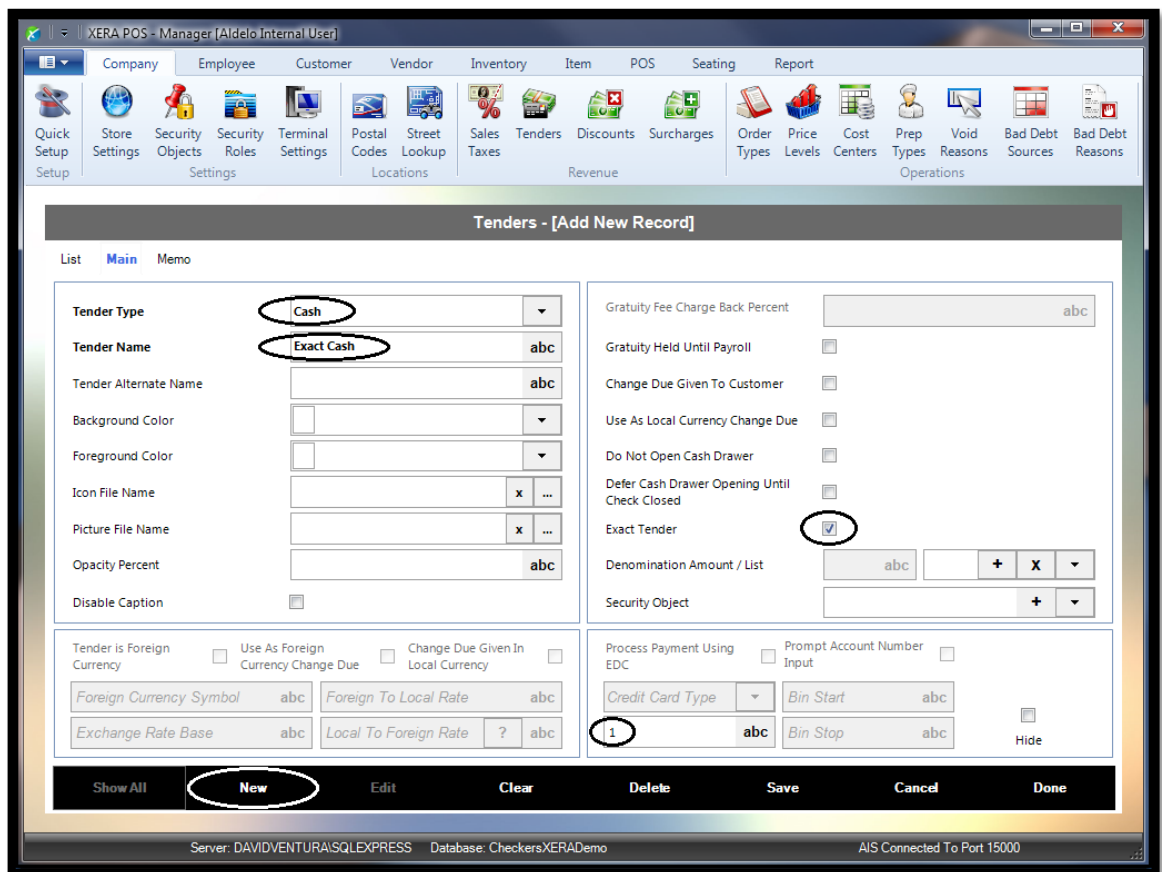 XERA POS - Manager [Aldelo Internal User]
Company Employee Customer Vendor Inventory Item POS Seating Report
Quick Setup Store Settings Security Objects Security Roles Terminal Settings Postal Codes Street Lookup Sales Taxes Tenders Discounts Surcharges Order Types Price Levels Cost Centers Prep Types Void Reasons Bad Debt Sources Bad Debt Reasons
Setup Settings Locations Revenue Operations
Tenders - [Add New Record]
List Main Memo
Tender Type Cash
Tender Name Exact Cash abc
Tender Alternate Name abc
Background Color
Foreground Color
Icon File Name x ...
Picture File Name x ...
Opacity Percent abc
Disable Caption
Gratuity Fee Charge Back Percent abc
Gratuity Held Until Payroll
Change Due Given To Customer
Use As Local Currency Change Due
Do Not Open Cash Drawer
Defer Cash Drawer Opening Until
Check Closed
Exact Tender
Denomination Amount / List abc + X
Security Object +
Tender is Foreign Currency Use As Foreign Currency Change Due Change Due Given In Local Currency
Foreign Currency Symbol abc Foreign To Local Rate abc
Exchange Rate Base abc Local To Foreign Rate ? abc
Process Payment Using EDC Prompt Account Number Input
Credit Card Type Bin Start abc
1 abc Bin Stop abc Hide
Show All New Edit Clear Delete Save Cancel Done
Server: DAVIDVENTURA\SQLEXPRESS Database: CheckersXERADemo AIS Connected To Port 15000